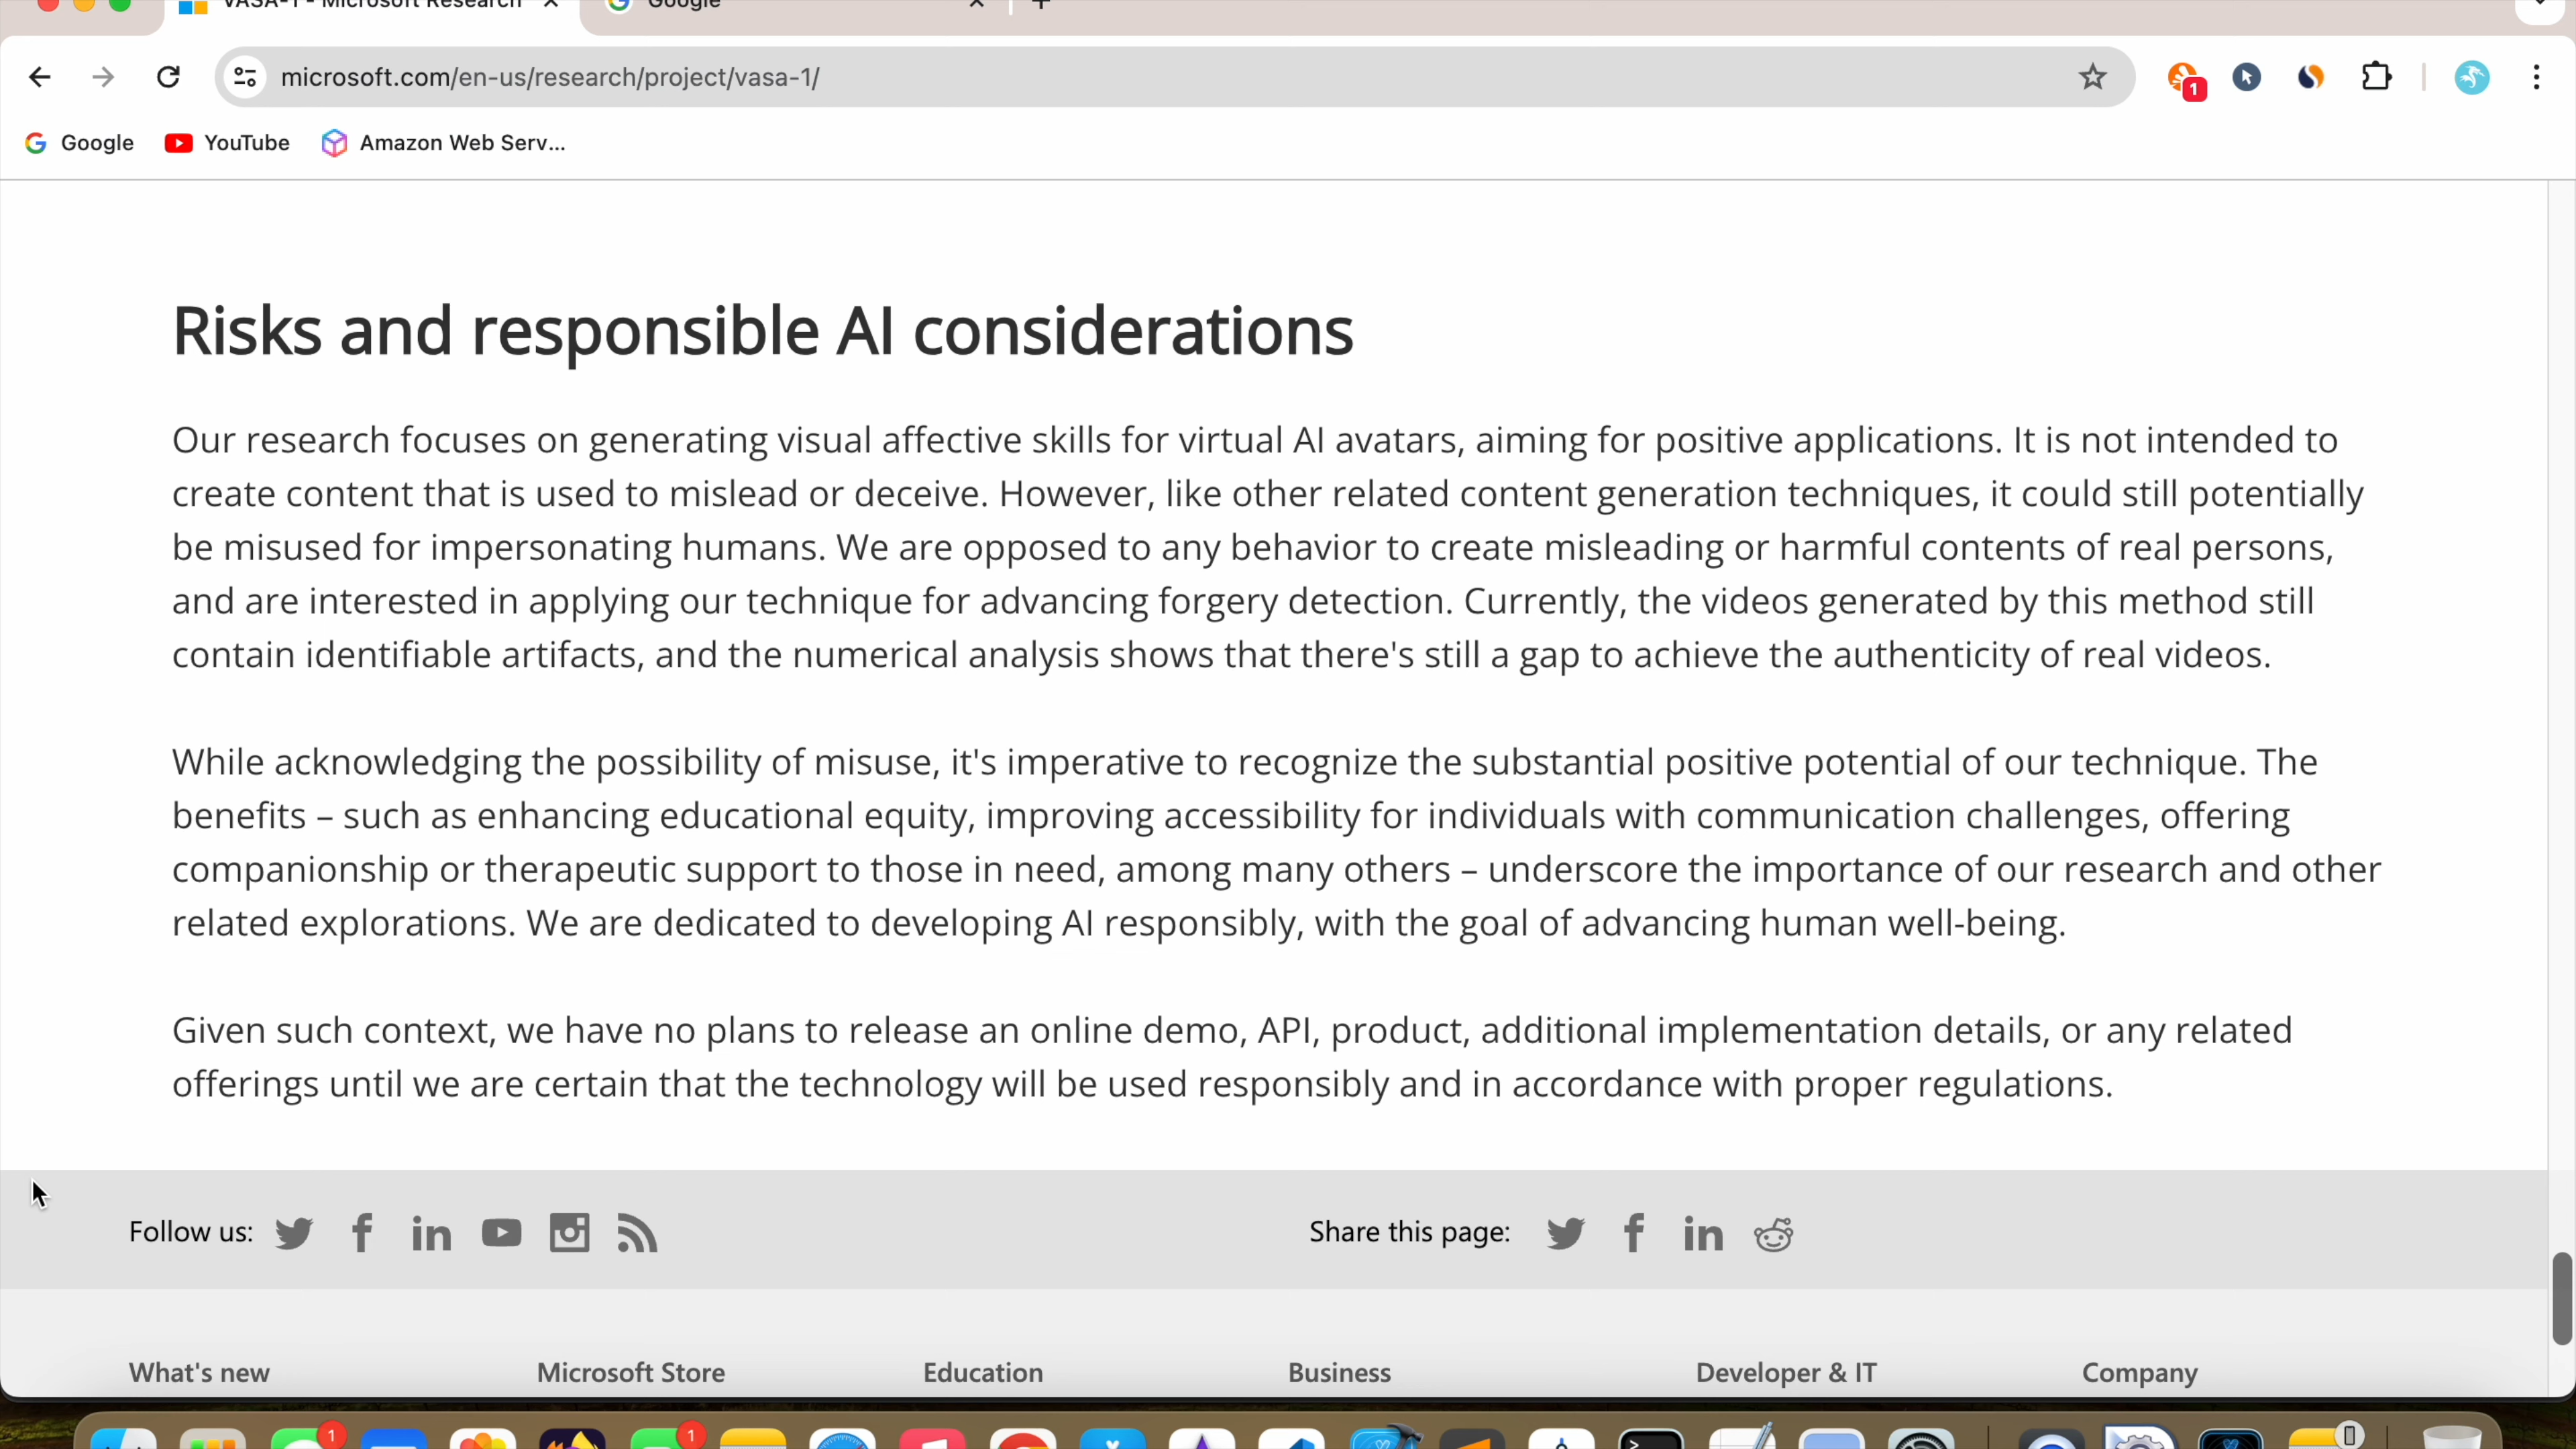 VASA-1 - Microsoft Research
Google
microsoft.com/en-us/research/project/vasa-1/
1
Google
YouTube
Amazon Web Serv...
Risks and responsible AI considerations
Our research focuses on generating visual affective skills for virtual AI avatars, aiming for positive applications. It is not intended to
create content that is used to mislead or deceive. However, like other related content generation techniques, it could still potentially
be misused for impersonating humans. We are opposed to any behavior to create misleading or harmful contents of real persons,
and are interested in applying our technique for advancing forgery detection. Currently, the videos generated by this method still
contain identifiable artifacts, and the numerical analysis shows that there's still a gap to achieve the authenticity of real videos.
While acknowledging the possibility of misuse, it's imperative to recognize the substantial positive potential of our technique. The
benefits – such as enhancing educational equity, improving accessibility for individuals with communication challenges, offering
companionship or therapeutic support to those in need, among many others – underscore the importance of our research and other
related explorations. We are dedicated to developing AI responsibly, with the goal of advancing human well-being.
Given such context, we have no plans to release an online demo, API, product, additional implementation details, or any related
offerings until we are certain that the technology will be used responsibly and in accordance with proper regulations.
Follow us:
Share this page:
What's new
Microsoft Store
Education
Business
Developer & IT
Company
1
1